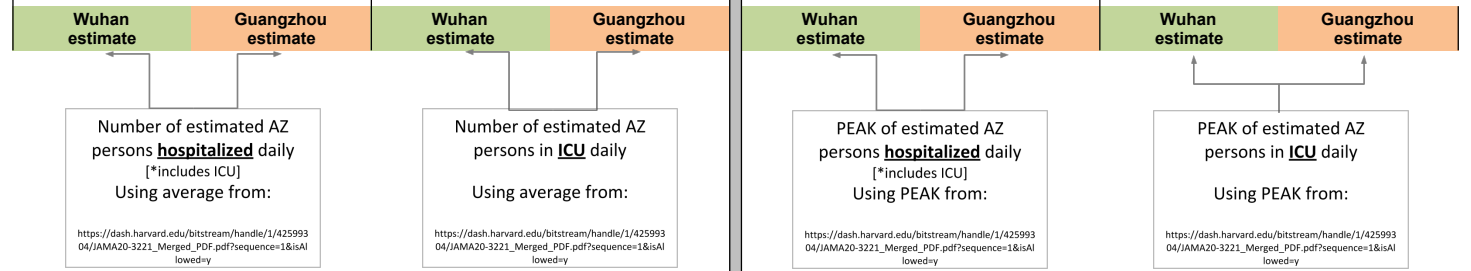 Wuhan
estimate
Guangzhou
estimate
Wuhan
estimate
Guangzhou
estimate
Wuhan
estimate
Guangzhou
estimate
Wuhan
estimate
Guangzhou
estimate
Number of estimated AZ
persons hospitalized daily
[*includes ICU]
Using average from:
https://dash.harvard.edu/bitstream/handle/1/425993
04/JAMA20-3221_Merged_PDF.pdf?sequence=1&isAl
lowed=y
Number of estimated AZ
persons in ICU daily
Using average from:
https://dash.harvard.edu/bitstream/handle/1/425993
04/JAMA20-3221_Merged_PDF.pdf?sequence=1&isAl
lowed=y
PEAK of estimated AZ
persons hospitalized daily
[*includes ICU]
Using PEAK from:
https://dash.harvard.edu/bitstream/handle/1/425993
04/JAMA20-3221_Merged_PDF.pdf?sequence=1&isAl
lowed=y
PEAK of estimated AZ
persons in ICU daily
Using PEAK from:
https://dash.harvard.edu/bitstream/handle/1/425993
04/JAMA20-3221_Merged_PDF.pdf?sequence=1&isAl
lowed=y